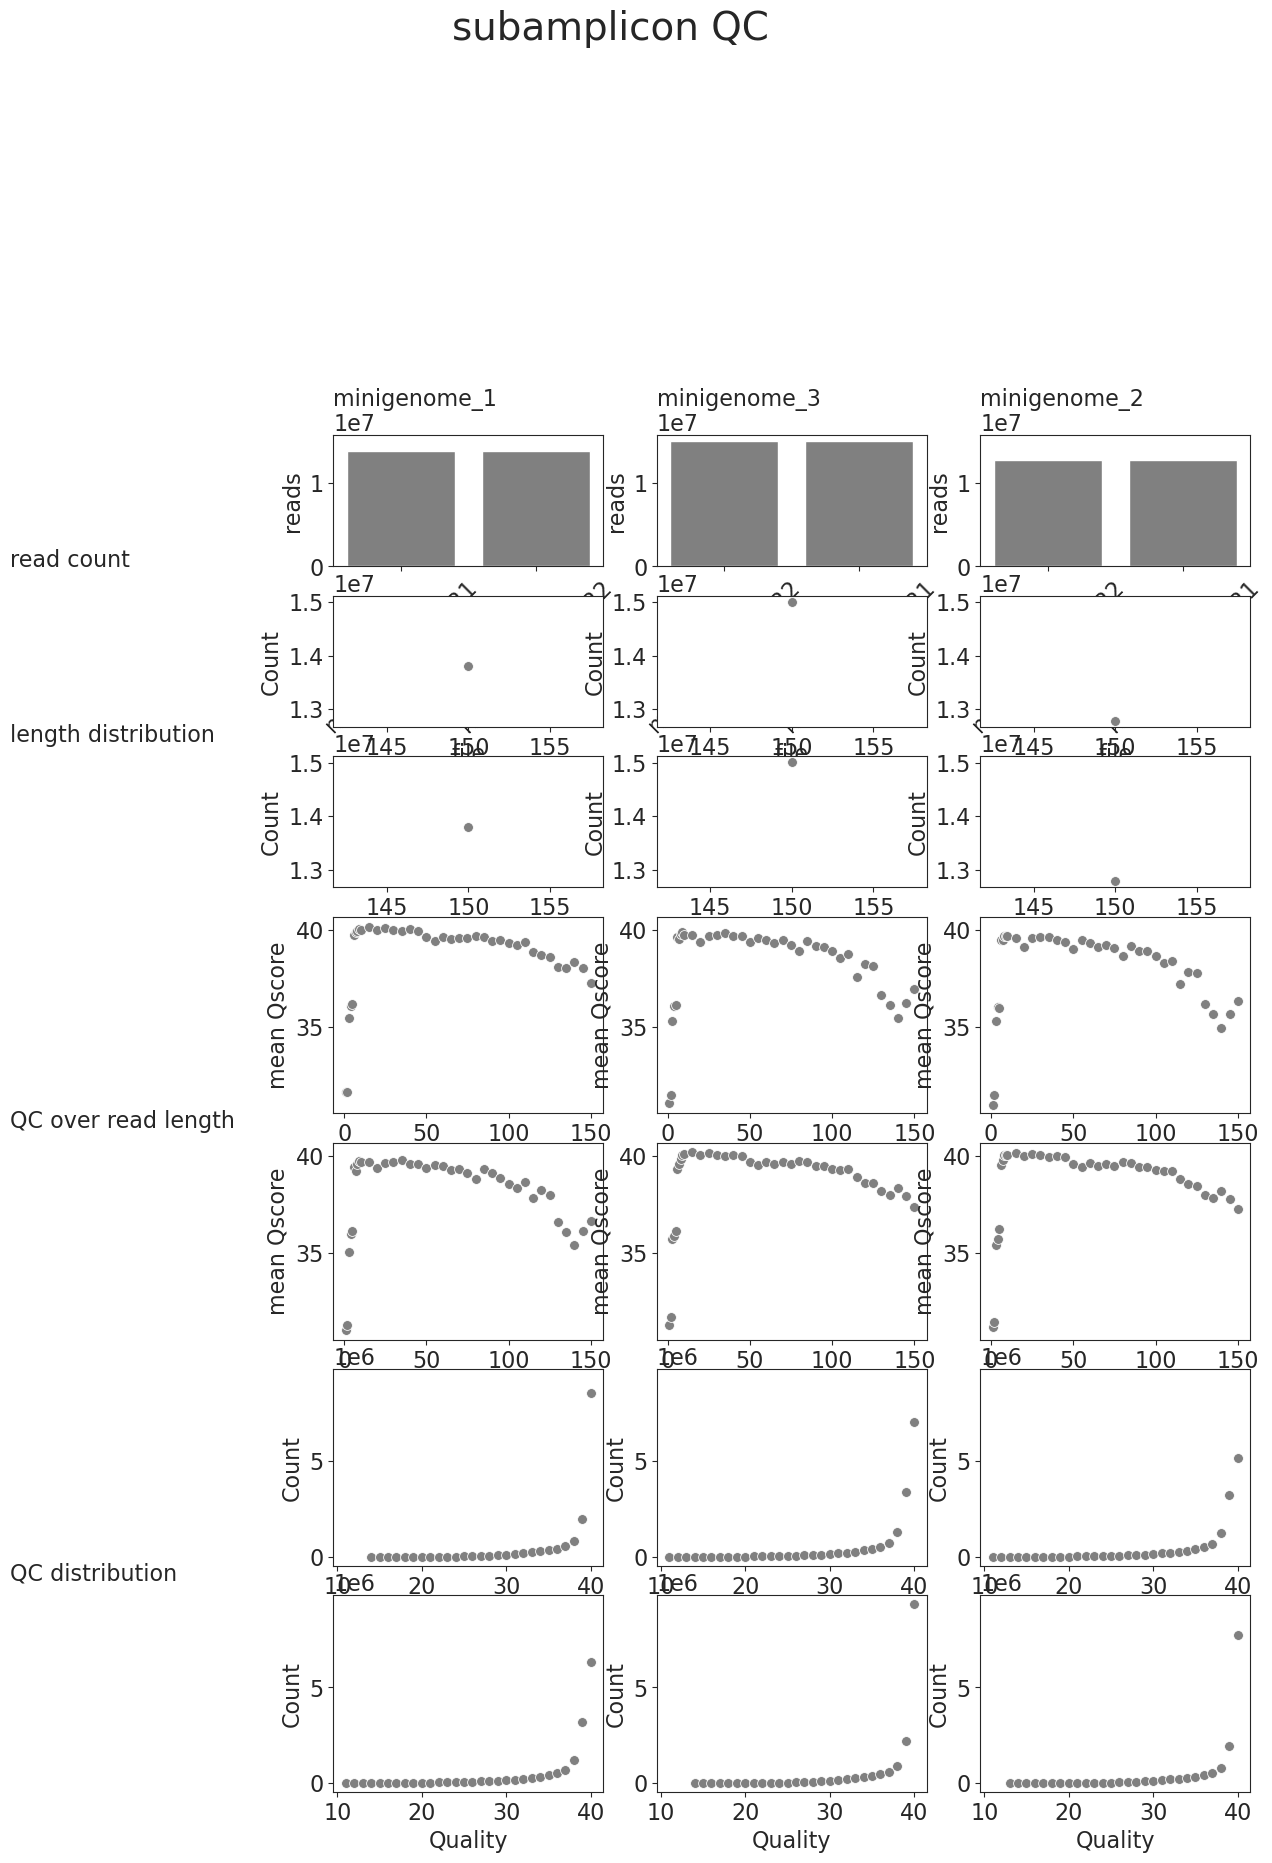 subamplicon QC
minigenome_1 minigenome_3 minigenome_2
1e7 1e7 1e7
reads 1 reads 1 reads 1
0 0 0
read count
1e7 1e7 1e7
1.5 1.5 1.5
Count 1.4 Count 1.4 Count 1.4
1.3 1.3 1.3
length distribution
145 150 155 145 150 155 145 150 155
file file
1e7 1e7 1e7
1.5 1.5 1.5
Count 1.4 Count 1.4 Count 1.4
1.3 1.3 1.3
145 150 155 145 150 155 145 150 155
40 40 40
mean Qscore mean Qscore mean Qscore
35 35 35
QC over read length
0 50 100 150 0 50 100 150 0 50 100 150
40 40 40
mean Qscore mean Qscore mean Qscore
35 35 35
0 50 100 150 0 50 100 150 0 50 100 150
1e6 1e6 1e6
Count 5 Count 5 Count 5
0 0 0
QC distribution
10 20 30 40 10 20 30 40 10 20 30 40
1e6 1e6 1e6
Count 5 Count 5 Count 5
0 0 0
10 20 30 40 10 20 30 40 10 20 30 40
Quality Quality Quality